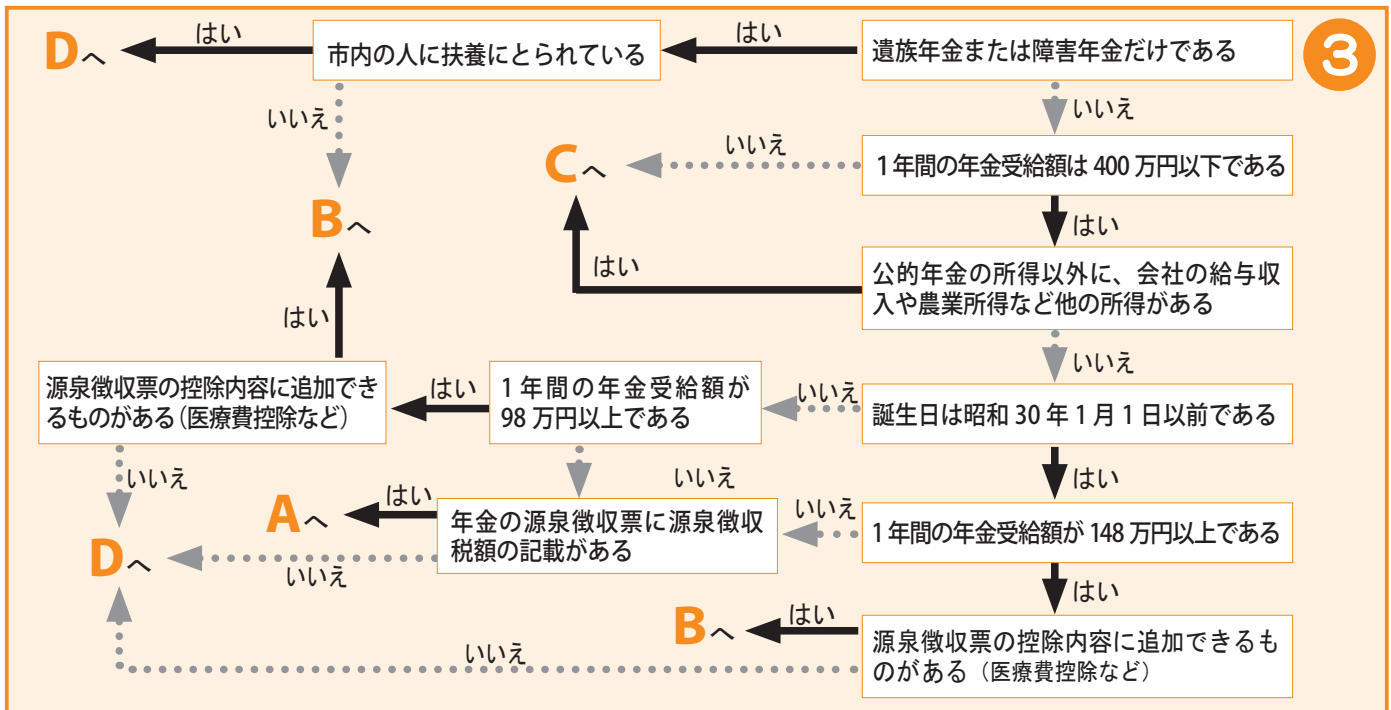 3
Dへ
はい
市内の人に扶養にとられている
はい
遺族年金または障害年金だけである
いいえ
いいえ
Cへ
いいえ
1年間の年金受給額は 400 万円以下である
Bへ
はい
はい
公的年金の所得以外に、会社の給与収
入や農業所得など他の所得がある
はい
いいえ
源泉徴収票の控除内容に追加でき
るものがある（医療費控除など）
はい
1年間の年金受給額が
98 万円以上である
いいえ
誕生日は昭和 30 年 1 月 1 日以前である
いいえ
いいえ
はい
Aへ
はい
年金の源泉徴収票に源泉徴収
税額の記載がある
いいえ
1年間の年金受給額が 148 万円以上である
Dへ
いいえ
はい
Bへ
はい
源泉徴収票の控除内容に追加できるも
のがある（医療費控除など）
いいえ